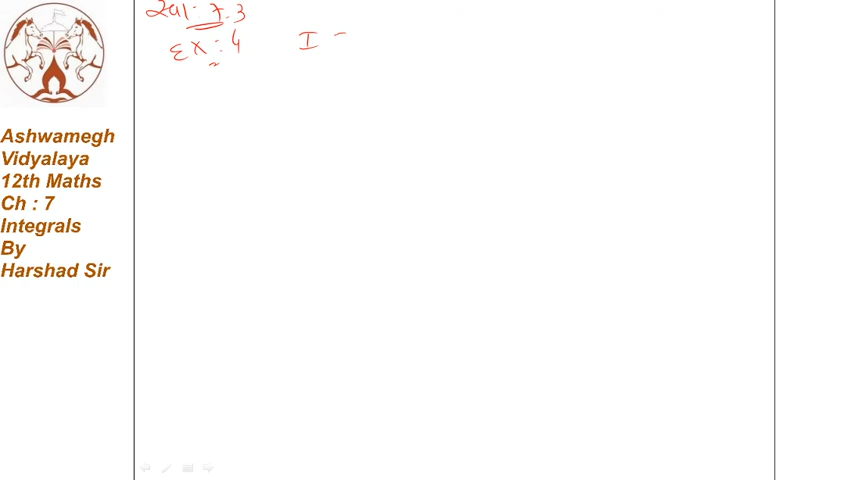 Ashwamegh
Vidyalaya
12th Maths
Ch : 7
Integrals
By
Harshad Sir
7.3
Ex : 4 I =